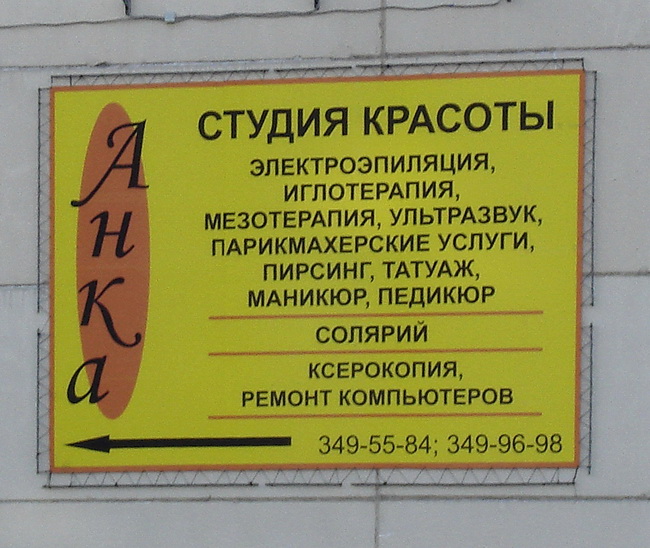 Анка
СТУДИЯ КРАСОТЫ
ЭЛЕКТРОЭПИЛЯЦИЯ,
ИГЛОТЕРАПИЯ,
МЕЗОТЕРАПИЯ, УЛЬТРАЗВУК,
ПАРИКМАХЕРСКИЕ УСЛУГИ,
ПИРСИНГ, ТАТУАЖ,
МАНИКЮР, ПЕДИКЮР
СОЛЯРИЙ
КСЕРОКОПИЯ,
РЕМОНТ КОМПЬЮТЕРОВ
349-55-84; 349-96-98